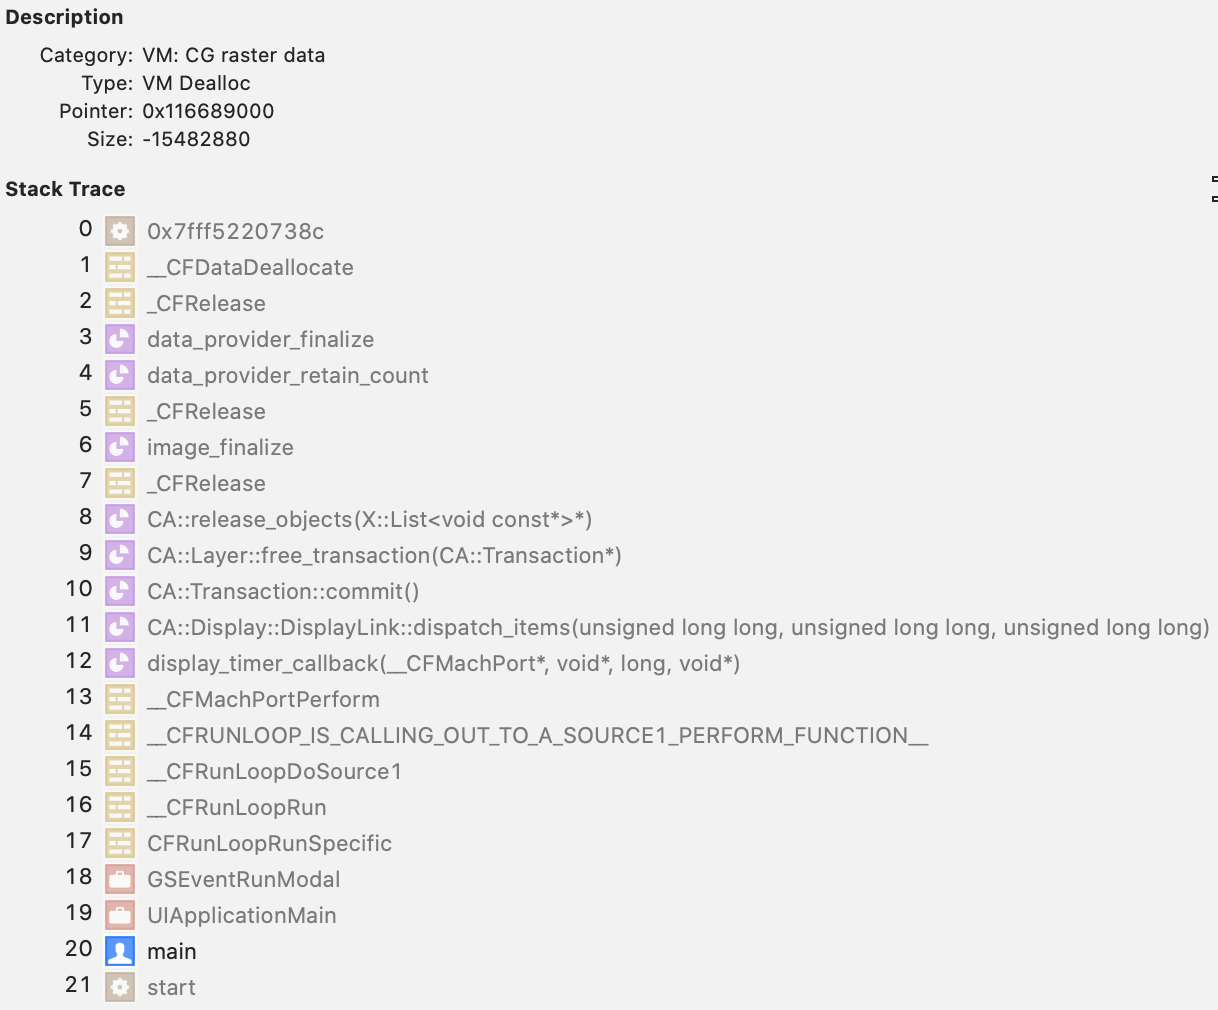 Description
Category: VM: CG raster data
Type: VM Dealloc
Pointer: 0x116689000
Size: -15482880
Stack Trace
0 0x7fff5220738c
1 __CFDataDeallocate
2 _CFRelease
3 data_provider_finalize
4 data_provider_retain_count
5 _CFRelease
6 image_finalize
7 _CFRelease
8 CA::release_objects(X::List<void const*>*)
9 CA::Layer::free_transaction(CA::Transaction*)
10 CA::Transaction::commit()
11 CA::Display::DisplayLink::dispatch_items(unsigned long long, unsigned long long, unsigned long long)
12 display_timer_callback(__CFMachPort*, void*, long, void*)
13 __CFMachPortPerform
14 __CFRUNLOOP_IS_CALLING_OUT_TO_A_SOURCE1_PERFORM_FUNCTION__
15 __CFRunLoopDoSource1
16 __CFRunLoopRun
17 CFRunLoopRunSpecific
18 GSEventRunModal
19 UIApplicationMain
20 main
21 start